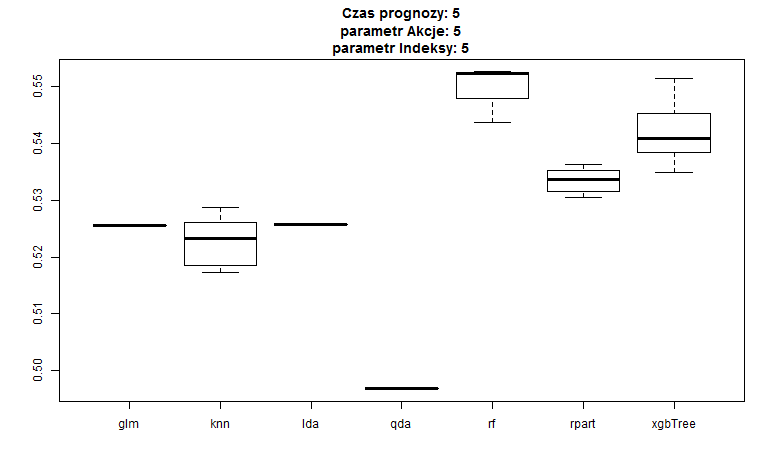 Czas prognozy: 5
parametr Akcje: 5
parametr Indeksy: 5
0.55
0.54
0.53
0.52
0.51
0.50
glm knn lda qda rf rpart xgbTree